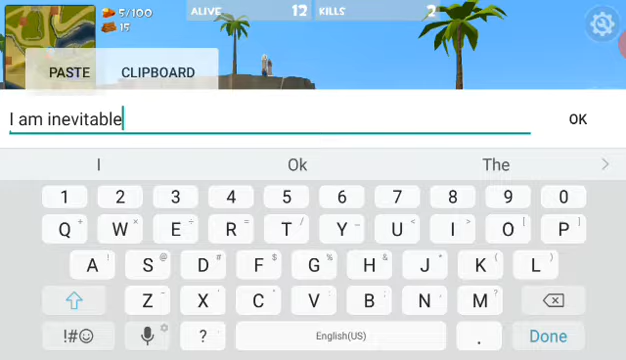 5/100
15
ALIVE 12 KILLS 2
PASTE CLIPBOARD
I am inevitable OK
I Ok The
1 2 3 4 5 6 7 8 9 0
Q W E R T Y U I O P
A S D F G H J K L
Z X C V B N M
!#☺ ? English(US) . Done